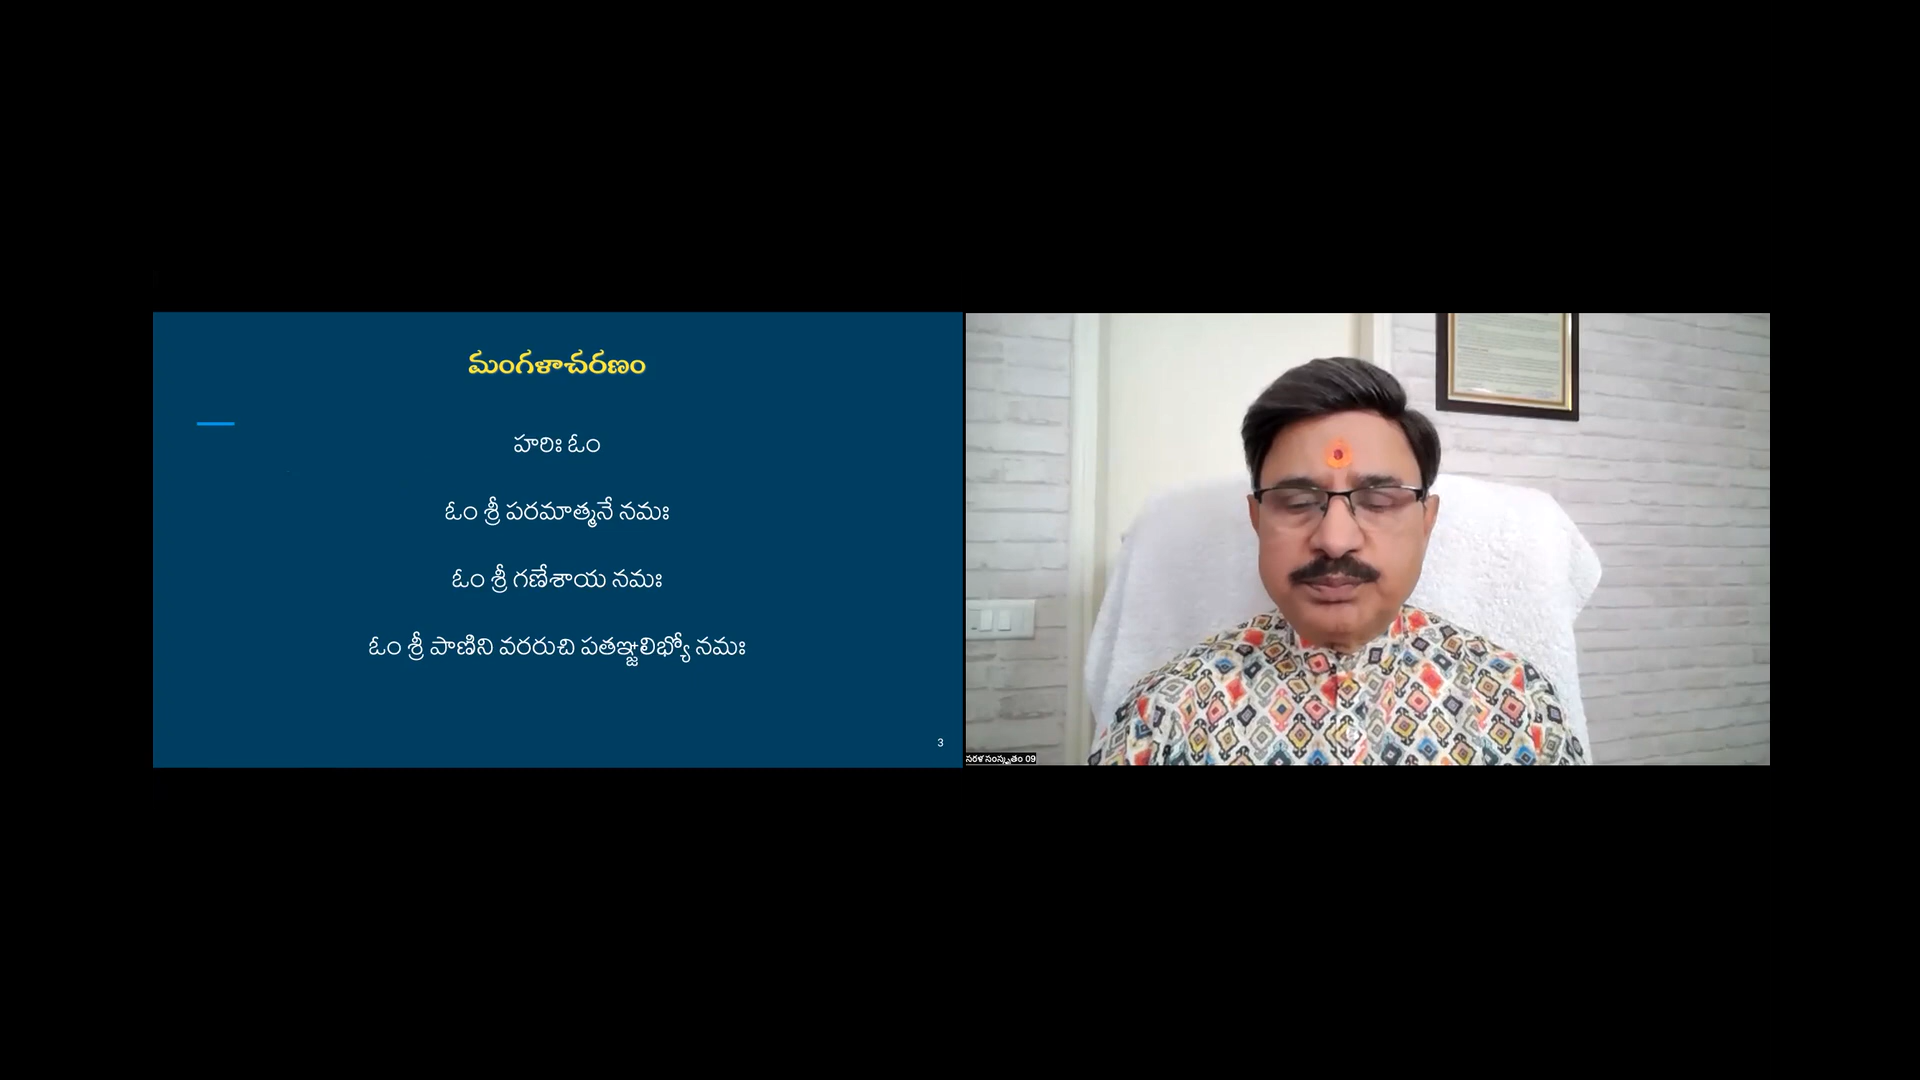 మంగళాచరణం
హరిః ఓం
ఓం శ్రీ పరమాత్మనే నమః
ఓం శ్రీ గణేశాయ నమః
ఓం శ్రీ పాణిని వరరుచి పతఞ్జలిభ్యో నమః
3
సరళ సంస్కృతం 09